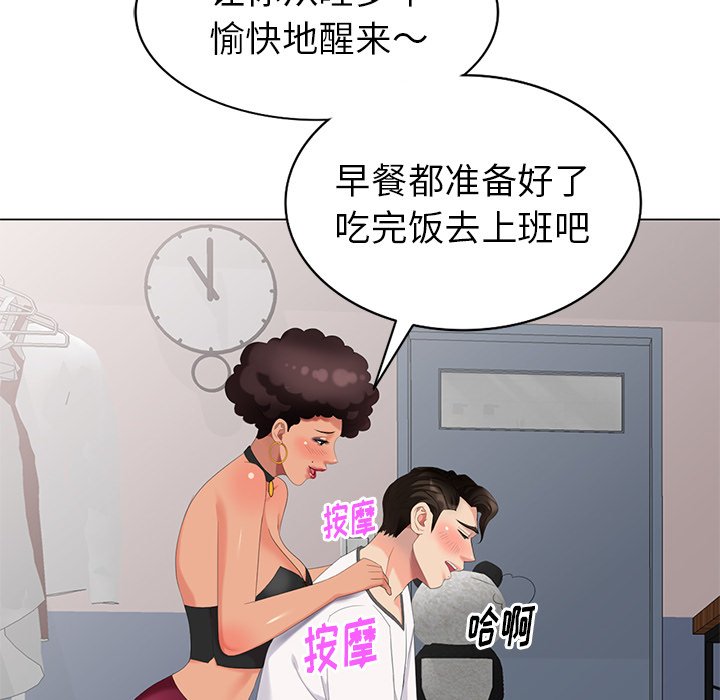 愉快地醒来～
早餐都准备好了
吃完饭去上班吧
按摩
按摩
哈啊